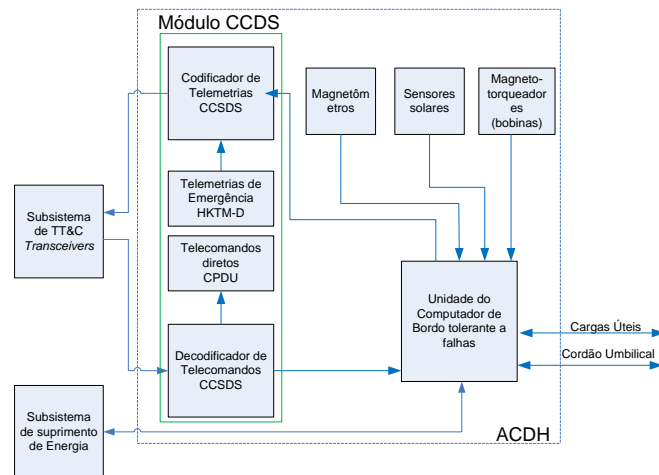 Módulo CCDS
Codificador de
Telemetrias
CCSDS
Magnetôm
etros
Sensores
solares
Magneto-
torqueador
es
(bobinas)
Telemetrias de
Emergência
HKTM-D
Subsistema
de TT&C
Transceivers
Telecomandos
diretos
CPDU
Unidade do
Computador de
Bordo tolerante a
falhas
Cargas Úteis
Cordão Umbilical
Decodificador de
Telecomandos
CCSDS
Subsistema
de suprimento
de Energia
ACDH